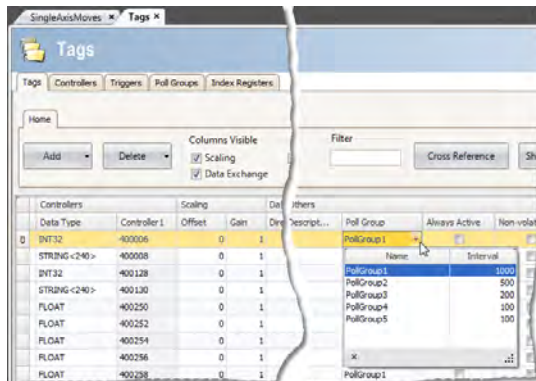 SingleAxisMoves × Tags ×
Tags
Tags Controllers Triggers Poll Groups Index Registers
Home
Columns Visible Filter
Add Delete Scaling Cross Reference
Data Exchange
Controllers Scaling Others
Data Type Controller1 Offset Gain Descript... Poll Group Always Active
0 INT32 400006 0 1 PollGroup1
STRING<240> 400008 0 1 Name Interval
INT32 400128 0 1 PollGroup1 1000
STRING<240> 400130 0 1 PollGroup2 500
FLOAT 400250 0 1 PollGroup3 200
FLOAT 400252 0 1 PollGroup4 100
FLOAT 400254 0 1 PollGroup5 100
FLOAT 400256 0 1 ×
FLOAT 400258 0 1 PollGroup1